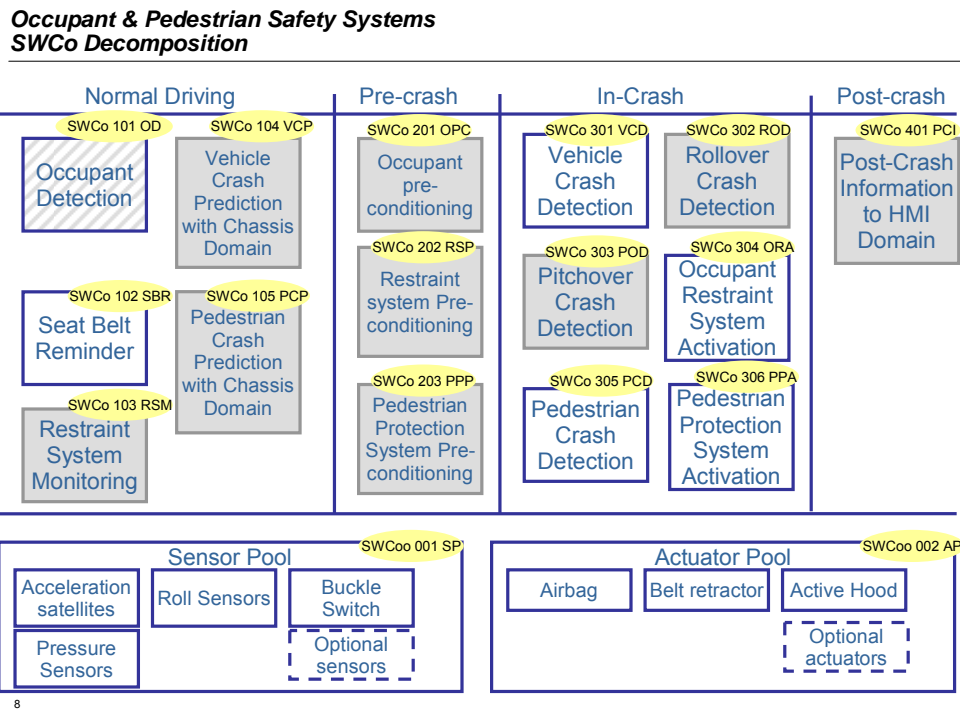 Occupant & Pedestrian Safety Systems
SWCo Decomposition
Normal Driving
Pre-crash
In-Crash
Post-crash
SWCo 101 OD
Occupant
Detection
SWCo 104 VCP
Vehicle
Crash
Prediction
with Chassis
Domain
SWCo 102 SBR
Seat Belt
Reminder
SWCo 105 PCP
Pedestrian
Crash
Prediction
with Chassis
Domain
SWCo 103 RSM
Restraint
System
Monitoring
SWCo 201 OPC
Occupant
pre-
conditioning
SWCo 202 RSP
Restraint
system Pre-
conditioning
SWCo 203 PPP
Pedestrian
Protection
System Pre-
conditioning
SWCo 301 VCD
Vehicle
Crash
Detection
SWCo 302 ROD
Rollover
Crash
Detection
SWCo 303 POD
Pitchover
Crash
Detection
SWCo 304 ORA
Occupant
Restraint
System
Activation
SWCo 305 PCD
Pedestrian
Crash
Detection
SWCo 306 PPA
Pedestrian
Protection
System
Activation
SWCo 401 PCI
Post-Crash
Information
to HMI
Domain
SWCoo 001 SP
Sensor Pool
Acceleration
satellites
Roll Sensors
Buckle
Switch
Pressure
Sensors
Optional
sensors
SWCoo 002 AP
Actuator Pool
Airbag
Belt retractor
Active Hood
Optional
actuators
8